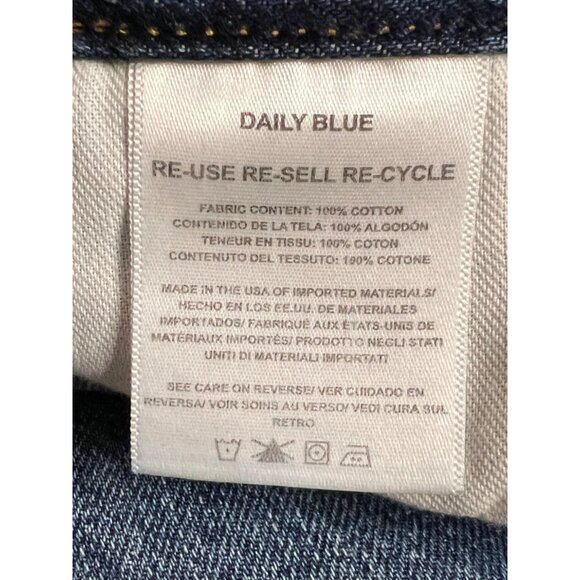 DAILY BLUE
RE-USE RE-SELL RE-CYCLE
FABRIC CONTENT: 100% COTTON
CONTENIDO DE LA TELA: 100% ALGODÓN
TENEUR EN TISSU: 100% COTON
CONTENUTO DEL TESSUTO: 100% COTONE
MADE IN THE USA OF IMPORTED MATERIALS/
HECHO EN LOS EE.UU. DE MATERIALES
IMPORTADOS/ FABRIQUÉ AUX ÉTATS-UNIS DE
MATERIAUX IMPORTÉS/ PRODOTTO NEGLI STATI
UNITI DI MATERIALI IMPORTATI
SEE CARE ON REVERSE/ VER CUIDADO EN
REVERSA/ VOIR SOINS AU VERSO/ VEDI CURA SUL
RETRO